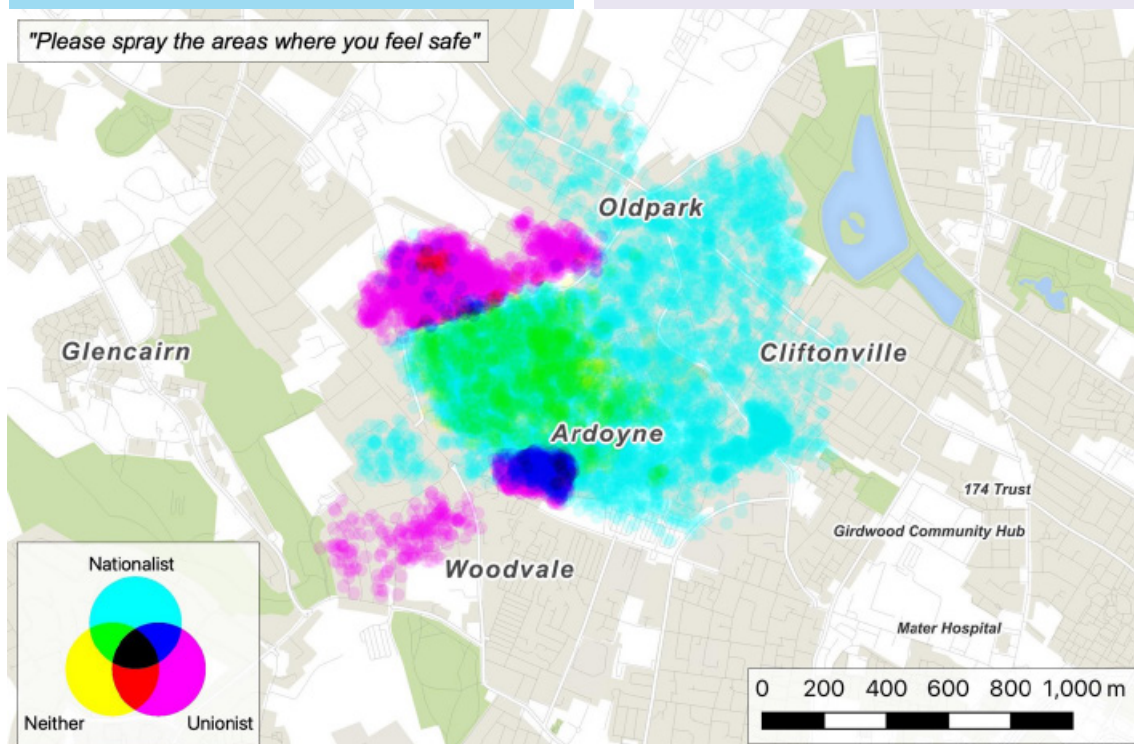 "Please spray the areas where you feel safe"
Oldpark
Glencairn
Cliftonville
Ardoyne
174 Trust
Girdwood Community Hub
Woodvale
Mater Hospital
Nationalist
Neither
Unionist
0 200 400 600 800 1,000 m